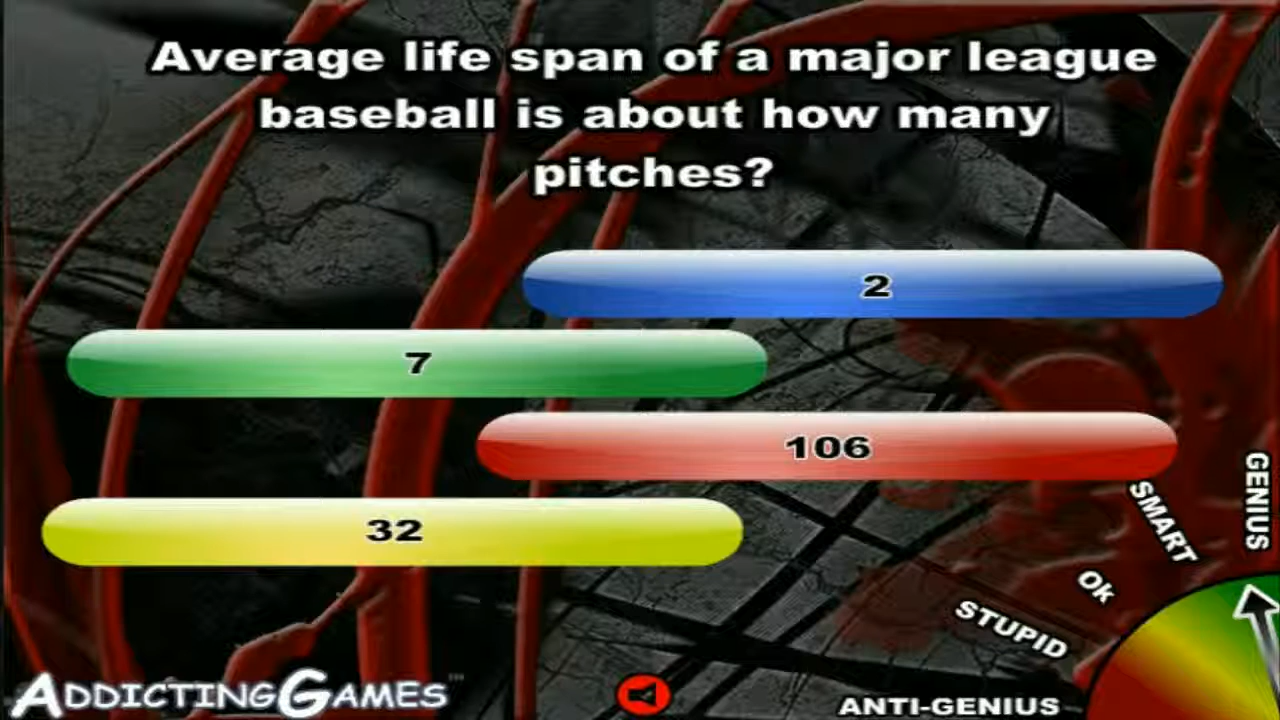 Average life span of a major league
baseball is about how many
pitches?
2
7
106
32
GENIUS
SMART
Ok
STUPID
ANTI-GENIUS
ADDICTINGGAMES™